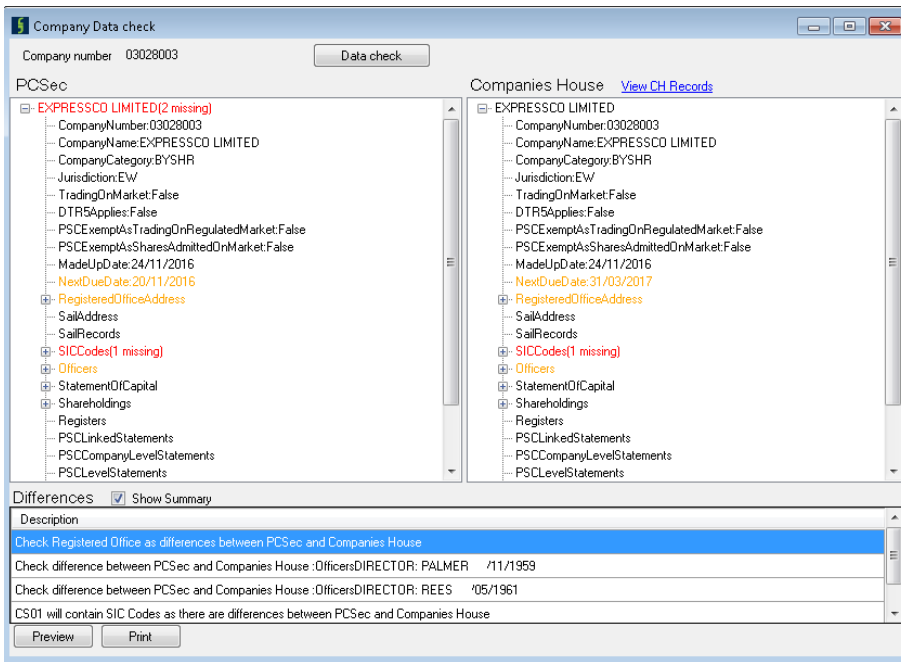 Company Data check
Company number 03028003 Data check
PCSec
EXPRESSCO LIMITED(2 missing)
CompanyNumber:03028003
CompanyName:EXPRESSCO LIMITED
CompanyCategory:BYSHR
Jurisdiction:EW
TradingOnMarket:False
DTR5Applies:False
PSCExemptAsTradingOnRegulatedMarket:False
PSCExemptAsSharesAdmittedOnMarket:False
MadeUpDate:24/11/2016
NextDueDate:20/11/2016
RegisteredOfficeAddress
SailAddress
SailRecords
SICCodes(1 missing)
Officers
StatementOfCapital
Shareholdings
Registers
PSCLinkedStatements
PSCCompanyLevelStatements
PSCLevelStatements
Companies House View CH Records
EXPRESSCO LIMITED
CompanyNumber:03028003
CompanyName:EXPRESSCO LIMITED
CompanyCategory:BYSHR
Jurisdiction:EW
TradingOnMarket:False
DTR5Applies:False
PSCExemptAsTradingOnRegulatedMarket:False
PSCExemptAsSharesAdmittedOnMarket:False
MadeUpDate:24/11/2016
NextDueDate:31/03/2017
RegisteredOfficeAddress
SailAddress
SailRecords
SICCodes(1 missing)
Officers
StatementOfCapital
Shareholdings
Registers
PSCLinkedStatements
PSCCompanyLevelStatements
PSCLevelStatements
Differences Show Summary
Description
Check Registered Office as differences between PCSec and Companies House
Check difference between PCSec and Companies House :OfficersDIRECTOR: PALMER /11/1959
Check difference between PCSec and Companies House :OfficersDIRECTOR: REES /05/1961
CS01 will contain SIC Codes as there are differences between PCSec and Companies House
Preview Print